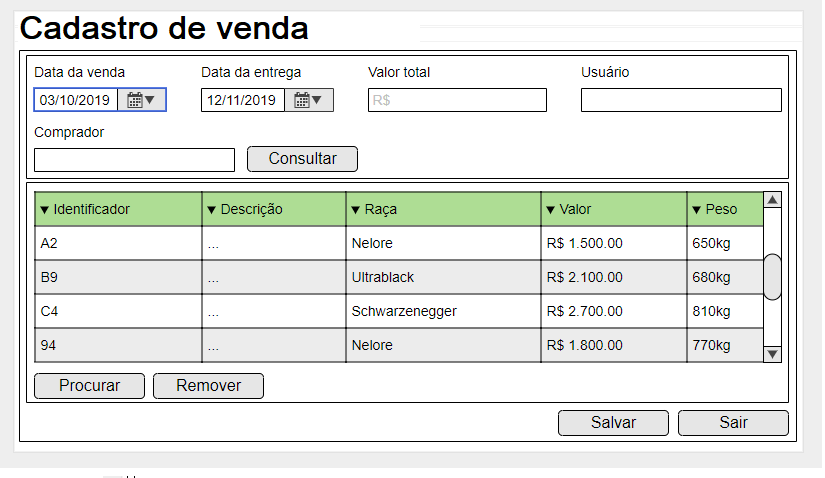 Cadastro de venda
Data da venda Data da entrega Valor total Usuário
03/10/2019 12/11/2019 R$
Comprador
Consultar
Identificador Descrição Raça Valor Peso
A2 ... Nelore R$ 1.500.00 650kg
B9 ... Ultrablack R$ 2.100.00 680kg
C4 ... Schwarzenegger R$ 2.700.00 810kg
94 ... Nelore R$ 1.800.00 770kg
Procurar Remover
Salvar Sair